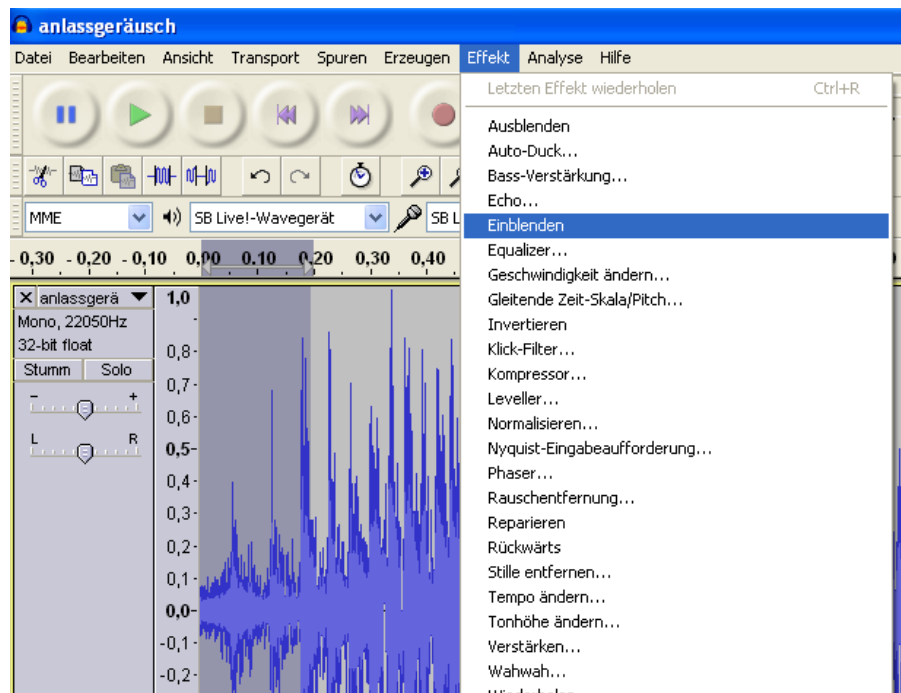 anlassgeräusch
Datei Bearbeiten Ansicht Transport Spuren Erzeugen Effekt Analyse Hilfe
Letzten Effekt wiederholen Ctrl+R
Ausblenden
Auto-Duck...
Bass-Verstärkung...
Echo...
Einblenden
Equalizer...
Geschwindigkeit ändern...
Gleitende Zeit-Skala/Pitch...
Invertieren
Klick-Filter...
Kompressor...
Leveller...
Normalisieren...
Nyquist-Eingabeaufforderung...
Phaser...
Rauschentfernung...
Reparieren
Rückwärts
Stille entfernen...
Tempo ändern...
Tonhöhe ändern...
Verstärken...
Wahwah...
MME SB Live!-Wavegerät SB L
- 0,30 - 0,20 - 0,10 0,00 0,10 0,20 0,30 0,40
anlassgerä
Mono, 22050Hz
32-bit float
Stumm Solo
- +
L R
1,0
0,8
0,7
0,6
0,5
0,4
0,3
0,2
0,1
0,0
-0,1
-0,2